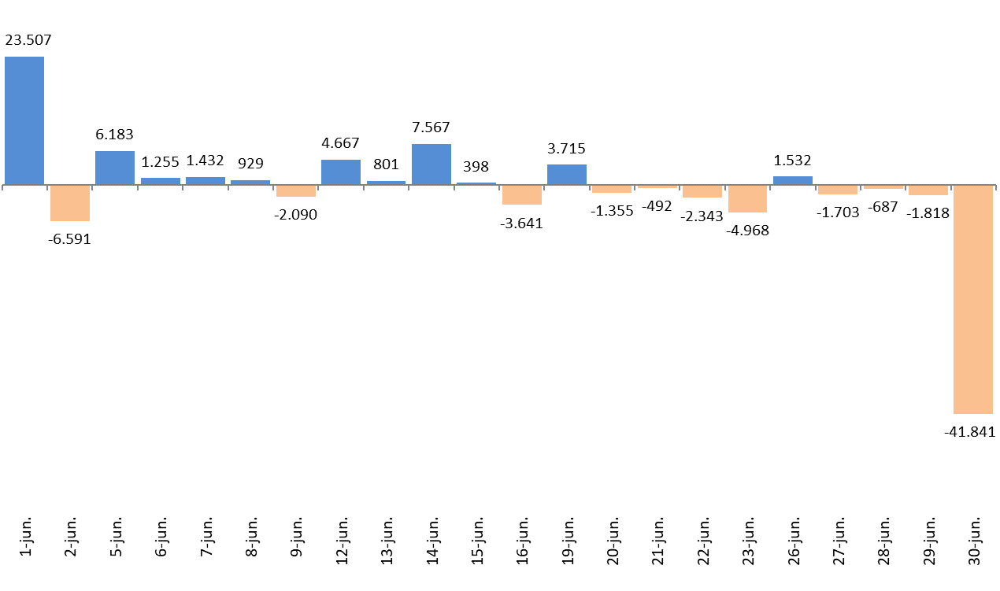 23.507
-6.591
6.183
1.255
1.432
929
-2.090
4.667
801
7.567
398
-3.641
3.715
-1.355
-492
-2.343
-4.968
1.532
-1.703
-687
-1.818
-41.841
1-jun.
2-jun.
5-jun.
6-jun.
7-jun.
8-jun.
9-jun.
12-jun.
13-jun.
14-jun.
15-jun.
16-jun.
19-jun.
20-jun.
21-jun.
22-jun.
23-jun.
26-jun.
27-jun.
28-jun.
29-jun.
30-jun.